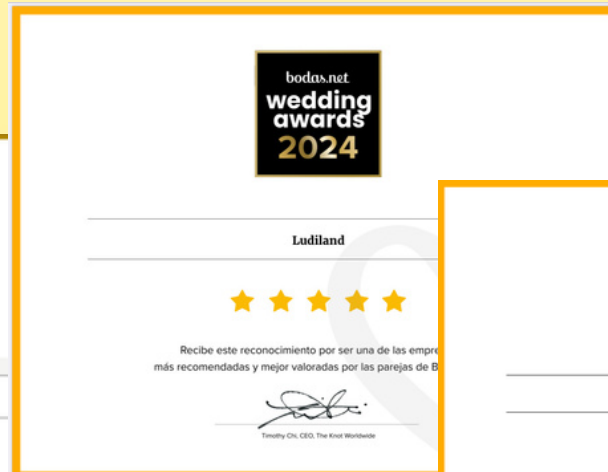 bodas.net
wedding
awards
2024
Ludiland
Recibe este reconocimiento por ser una de las
más recomendadas y mejor valoradas por las parejas de
Timothy Chi, CEO, The Knot Worldwide